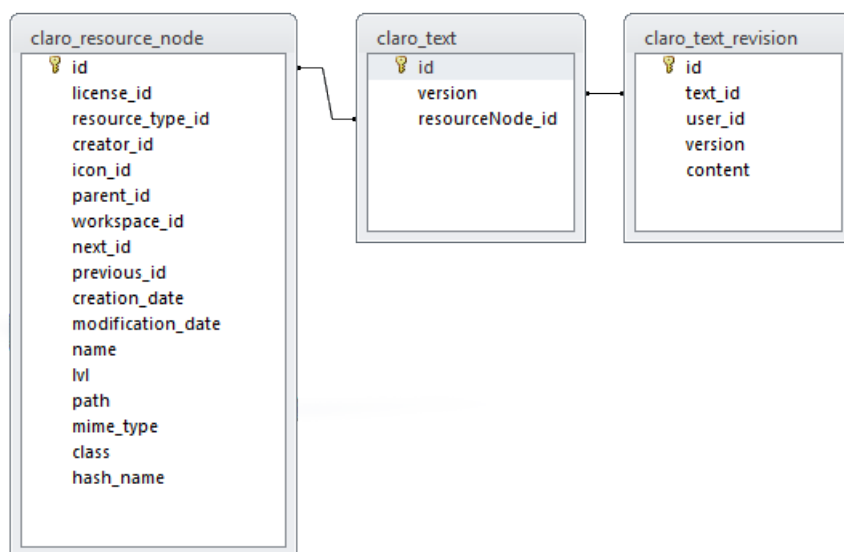 claro_resource_node
id
license_id
resource_type_id
creator_id
icon_id
parent_id
workspace_id
next_id
previous_id
creation_date
modification_date
name
lvl
path
mime_type
class
hash_name
claro_text
id
version
resourceNode_id
claro_text_revision
id
text_id
user_id
version
content